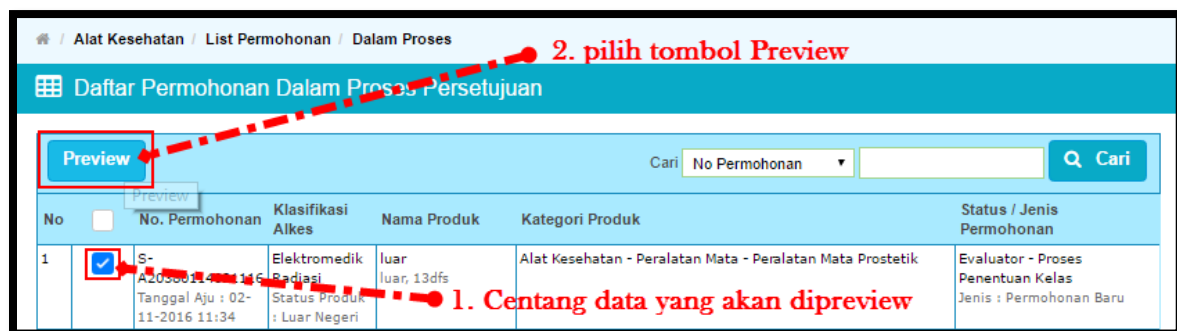 / Alat Kesehatan / List Permohonan / Dalam Proses
2. pilih tombol Preview
Daftar Permohonan Dalam Proses Persetujuan
Preview
Cari No Permohonan
Cari
Preview
No
No. Permohonan
Klasifikasi
Alkes
Nama Produk
Kategori Produk
Status / Jenis
Permohonan
1
S-
Tanggal Aju : 02-
11-2016 11:34
Elektromedik
Radiasi
Status Produk
: Luar Negeri
luar
luar, 13dfs
Alat Kesehatan - Peralatan Mata - Peralatan Mata Prostetik
Evaluator - Proses
Penentuan Kelas
Jenis : Permohonan Baru
1. Centang data yang akan dipreview